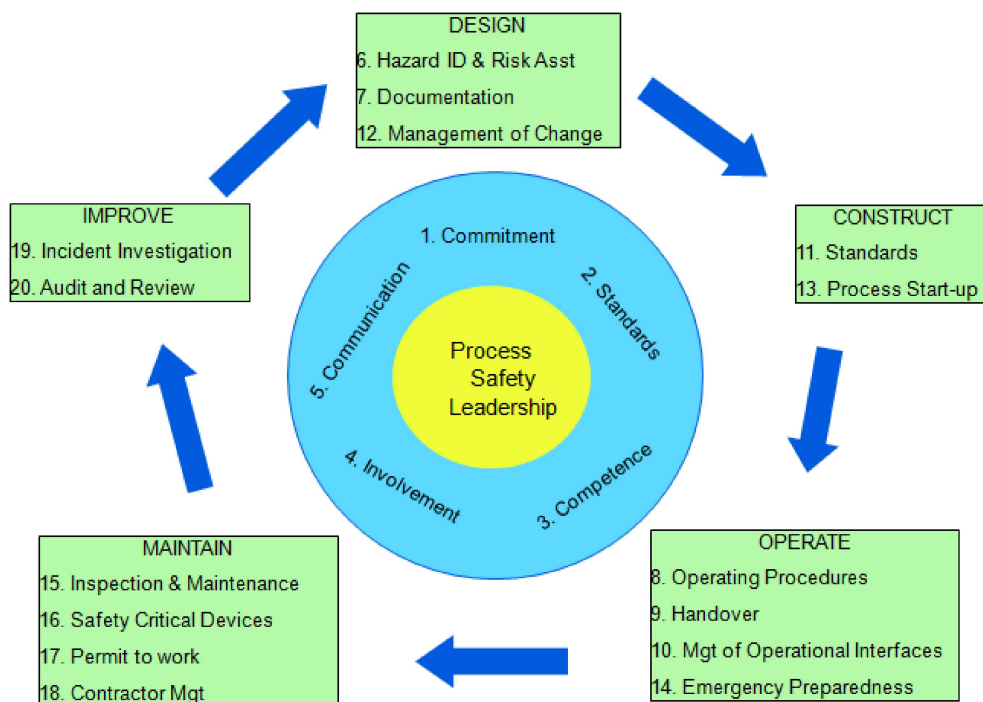 DESIGN
6. Hazard ID & Risk Asst
7. Documentation
12. Management of Change
IMPROVE
19. Incident Investigation
20. Audit and Review
CONSTRUCT
11. Standards
13. Process Start-up
1. Commitment
2. Standards
3. Competence
4. Involvement
5. Communication
Process
Safety
Leadership
MAINTAIN
15. Inspection & Maintenance
16. Safety Critical Devices
17. Permit to work
18. Contractor Mgt
OPERATE
8. Operating Procedures
9. Handover
10. Mgt of Operational Interfaces
14. Emergency Preparedness